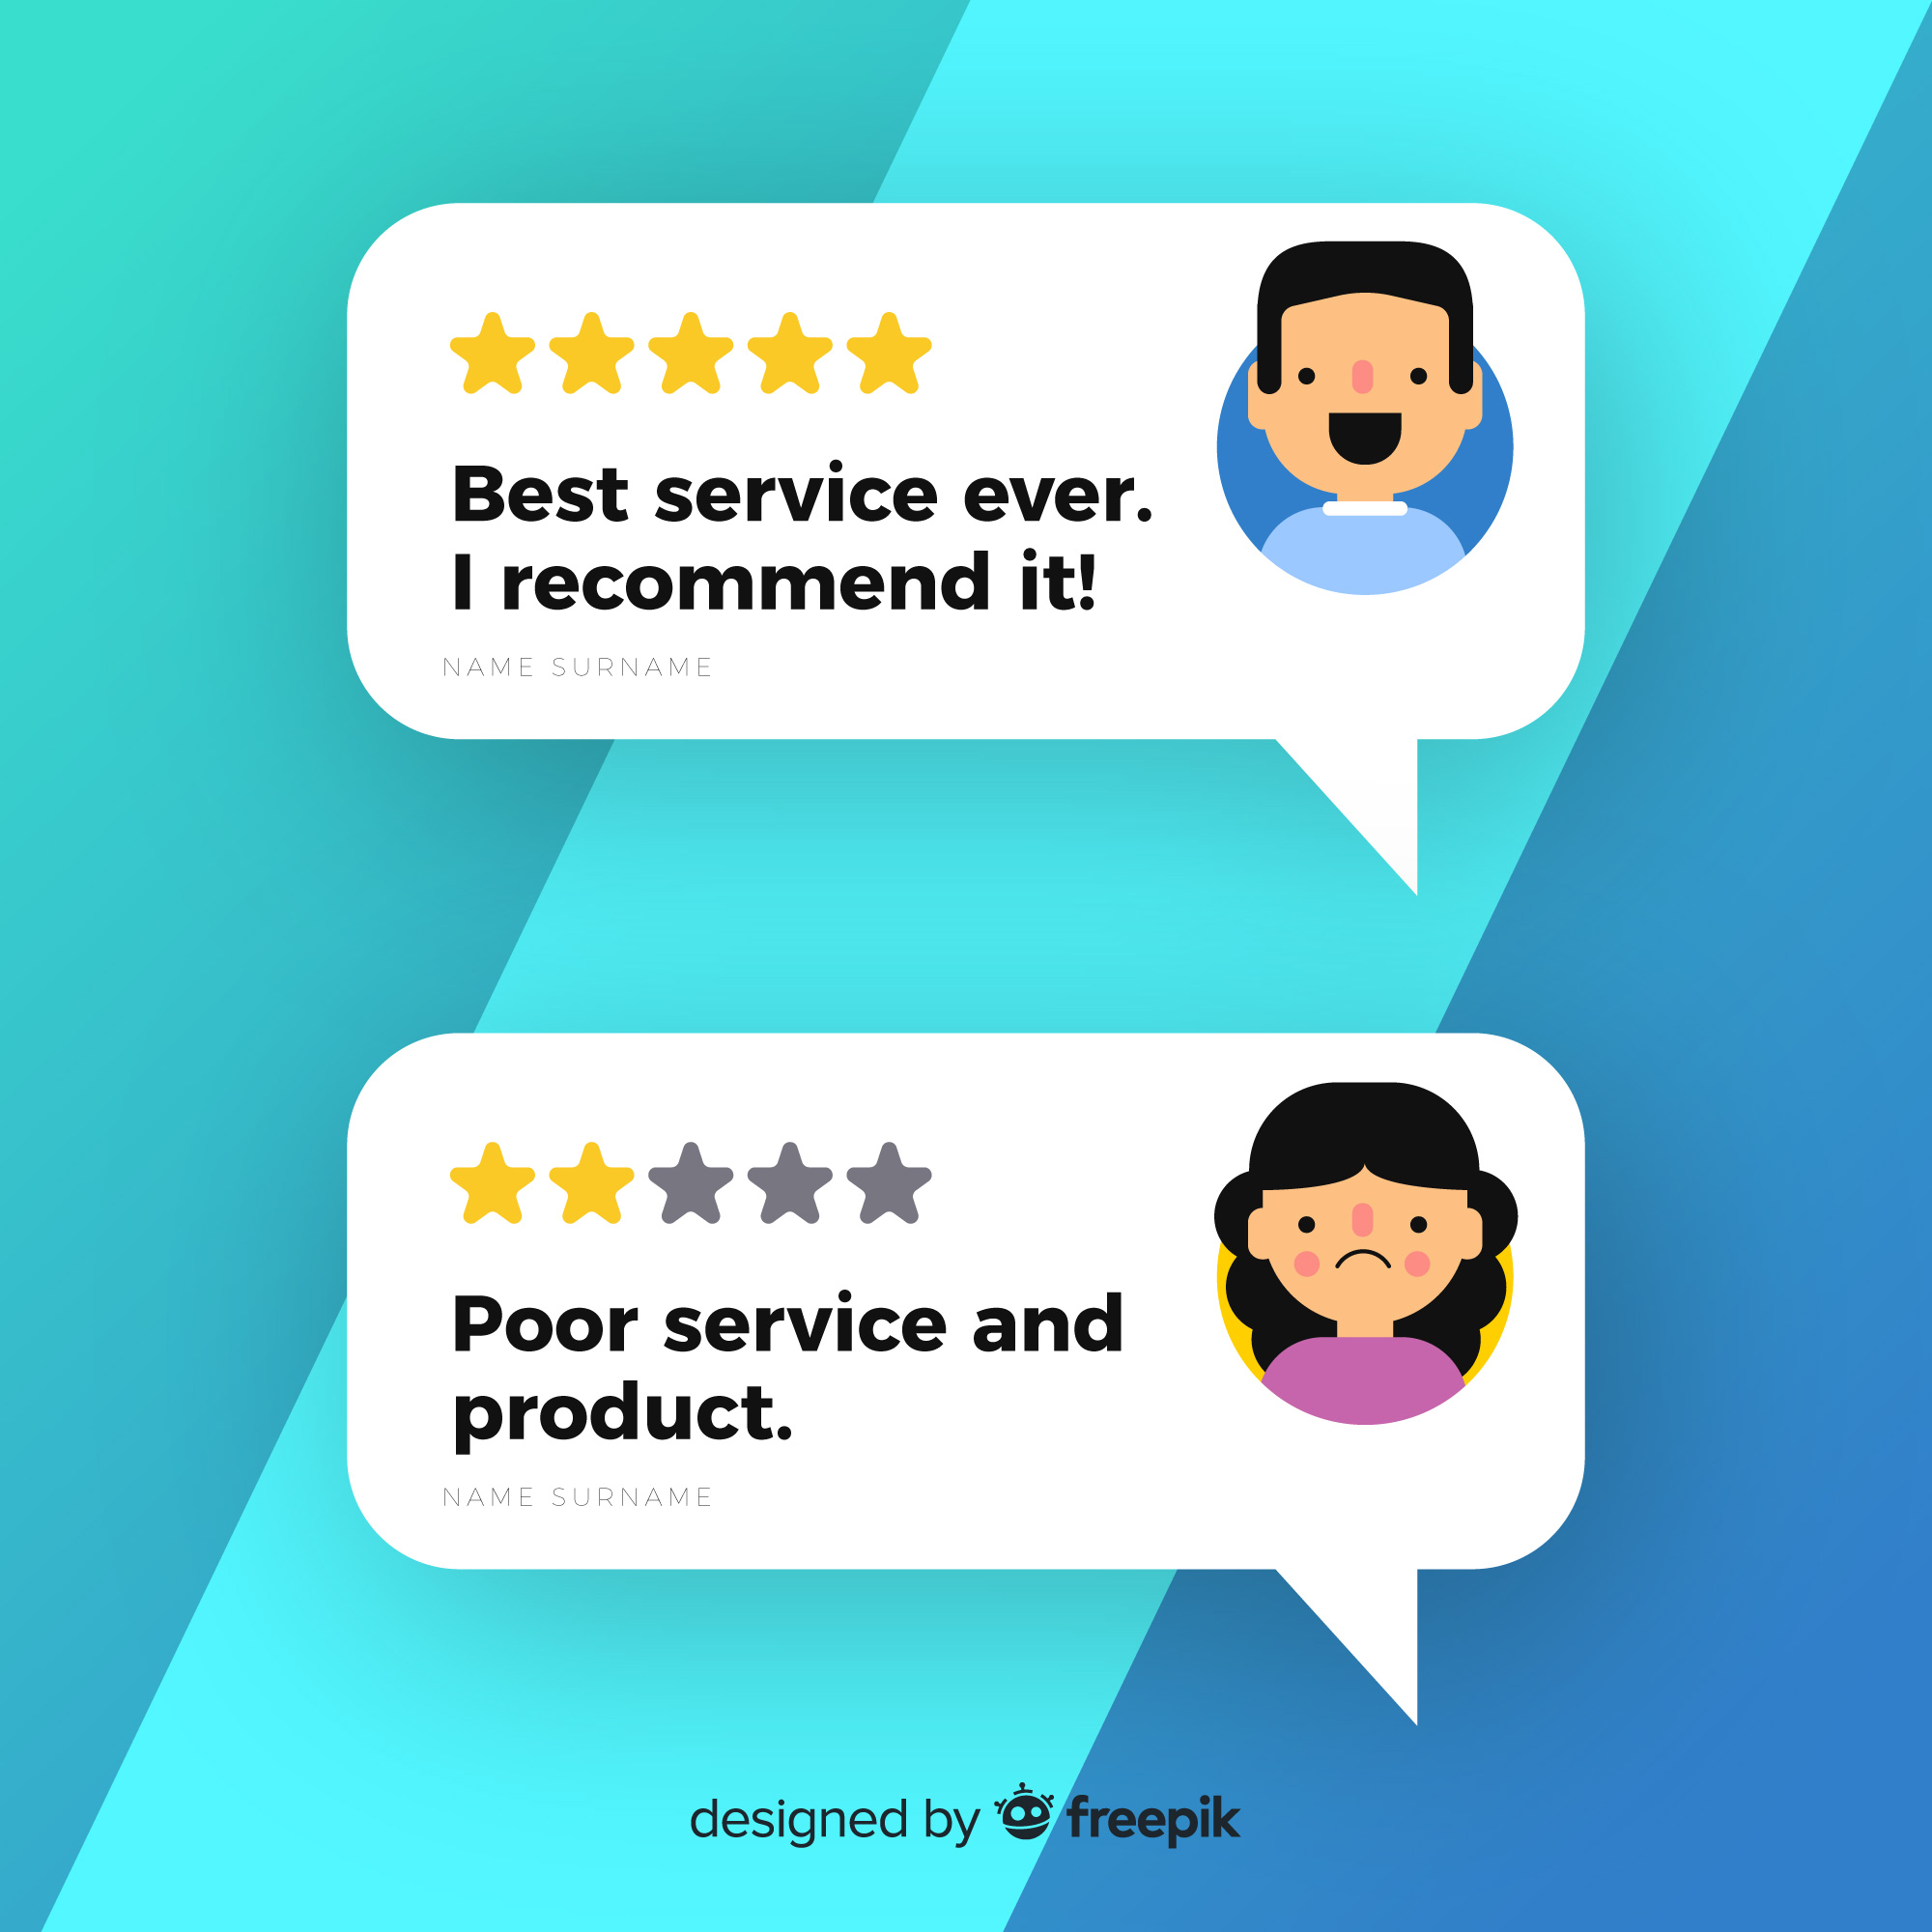 Best service ever.
I recommend it!
NAME SURNAME
Poor service and
product.
NAME SURNAME
designed by freepik